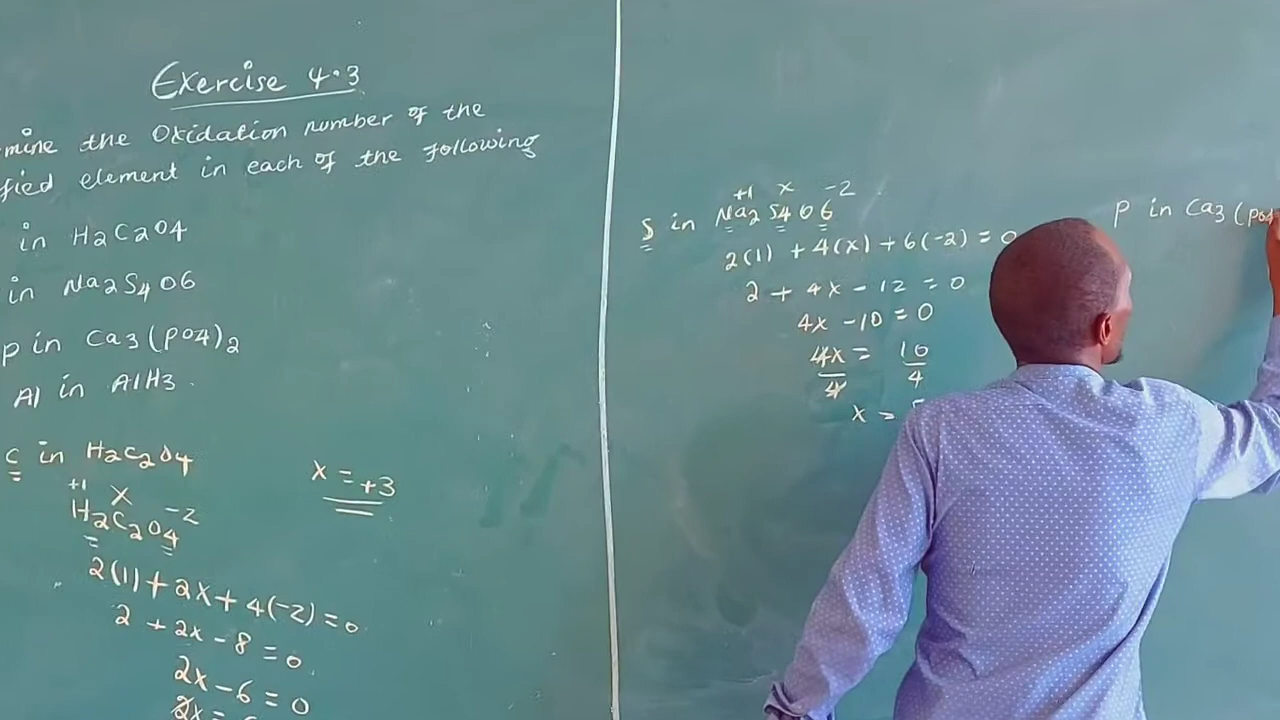 Exercise 4.3
mine the Oxidation number of the
fied element in each of the following
in H2C2O4
in Na2S4O6
P in Ca3(PO4)2
Al in AlH3.
C in H2C2O4
+1 x -2
H2C2O4
2(1) + 2x + 4(-2) = 0
2 + 2x - 8 = 0
2x - 6 = 0
2x =
x = +3
+1 x -2
S in Na2S4O6
2(1) + 4(x) + 6(-2) = 0
2 + 4x - 12 = 0
4x - 10 = 0
4x = 10
4 4
x =
P in Ca3(PO4